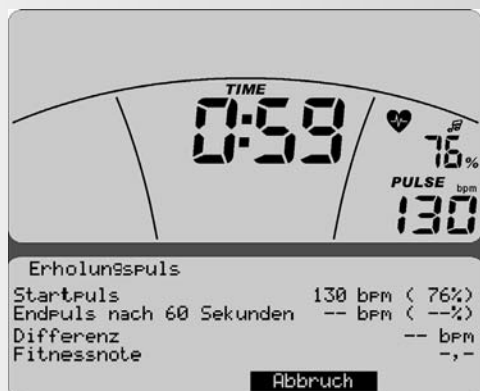 TIME
0:59
76%
PULSE bpm
130
Erholungspuls
Startpuls 130 bpm ( 76%)
Endpuls nach 60 Sekunden -- bpm ( --%)
Differenz -- bpm
Fitnessnote -,-
Abbruch